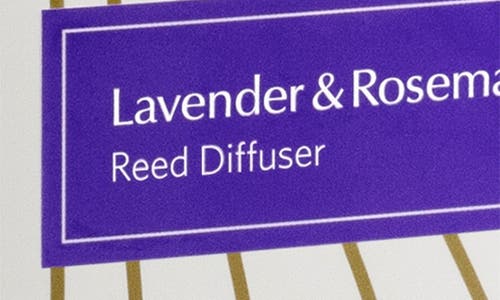 Lavender & Rosema
Reed Diffuser